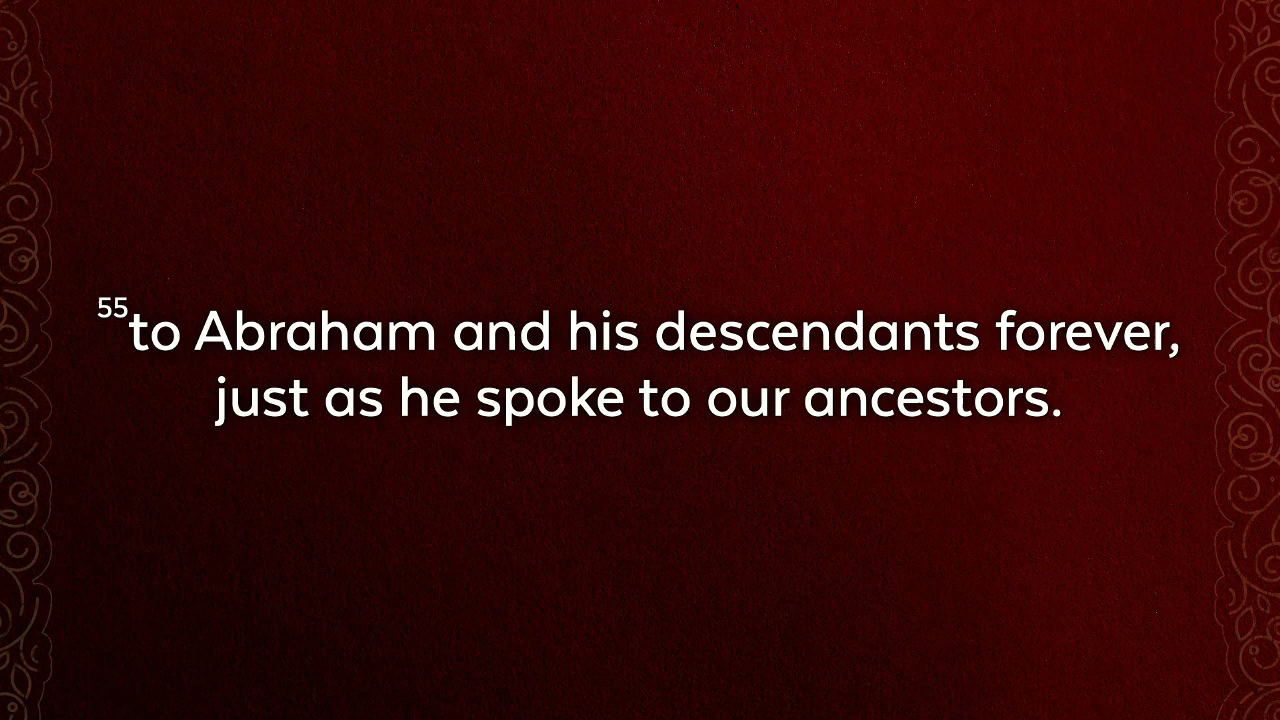 55to Abraham and his descendants forever,
just as he spoke to our ancestors.